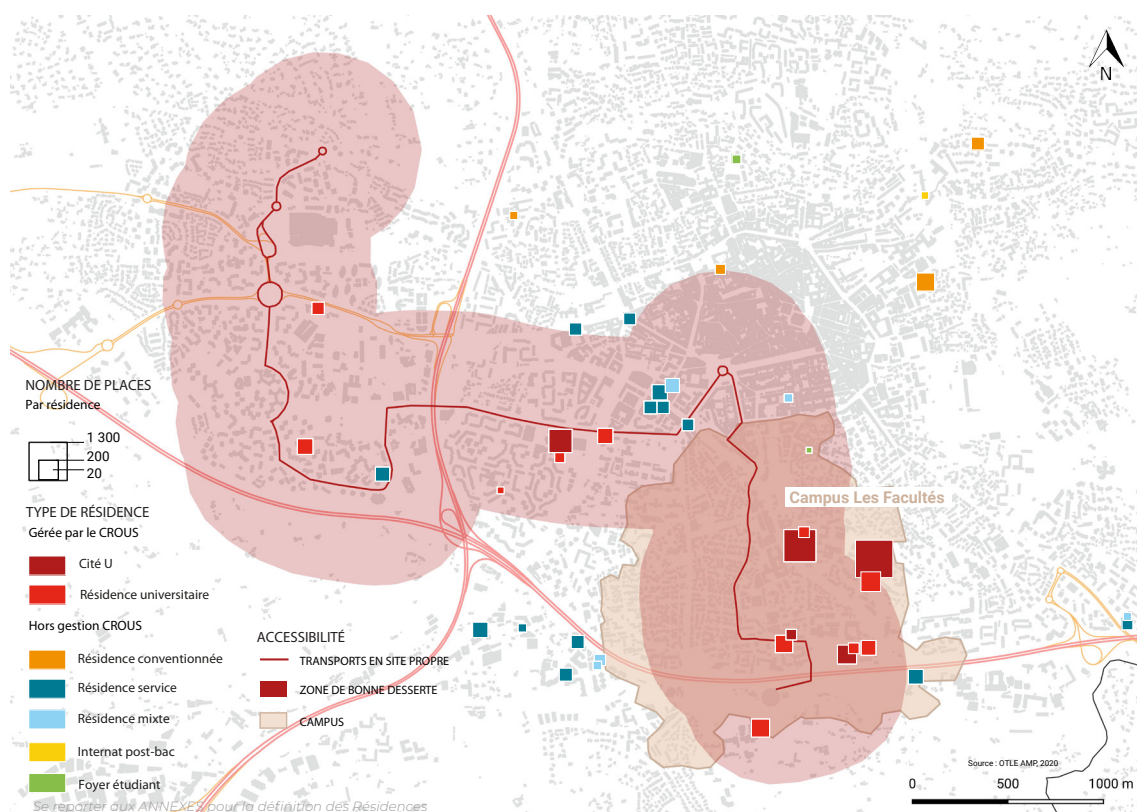 N
NOMBRE DE PLACES
Par résidence
1 300
200
20
TYPE DE RÉSIDENCE
Gérée par le CROUS
Cité U
Résidence universitaire
Hors gestion CROUS
Résidence conventionnée
Résidence service
Résidence mixte
Internat post-bac
Foyer étudiant
ACCESSIBILITÉ
TRANSPORTS EN SITE PROPRE
ZONE DE BONNE DESSERTE
CAMPUS
Campus Les Facultés
Source : OTLE AMP, 2020
0 500 1000 m
Se reporter aux ANNEXES pour la définition des Résidences